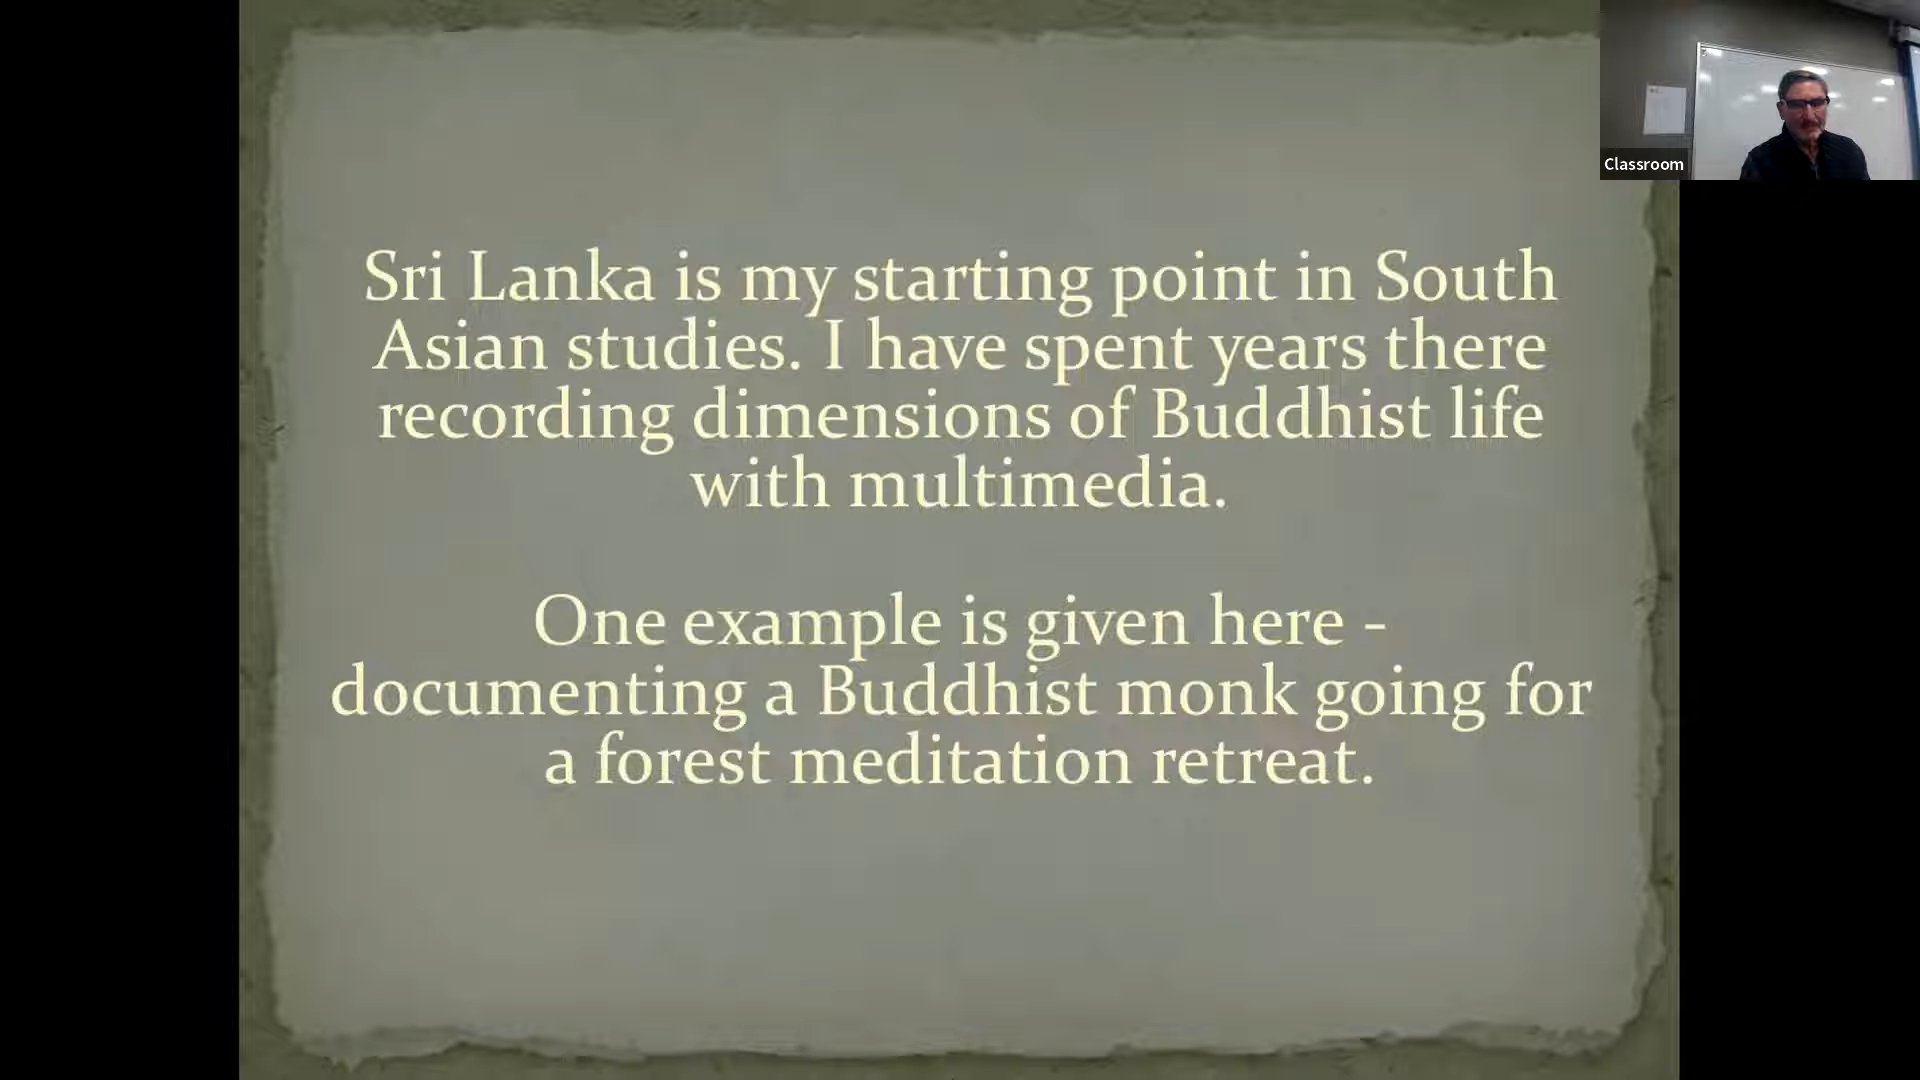 Sri Lanka is my starting point in South
Asian studies. I have spent years there
recording dimensions of Buddhist life
with multimedia.
One example is given here -
documenting a Buddhist monk going for
a forest meditation retreat.
Classroom